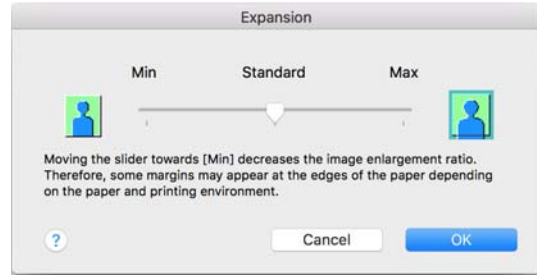 Expansion
Min Standard Max
Moving the slider towards [Min] decreases the image enlargement ratio.
Therefore, some margins may appear at the edges of the paper depending
on the paper and printing environment.
? Cancel OK